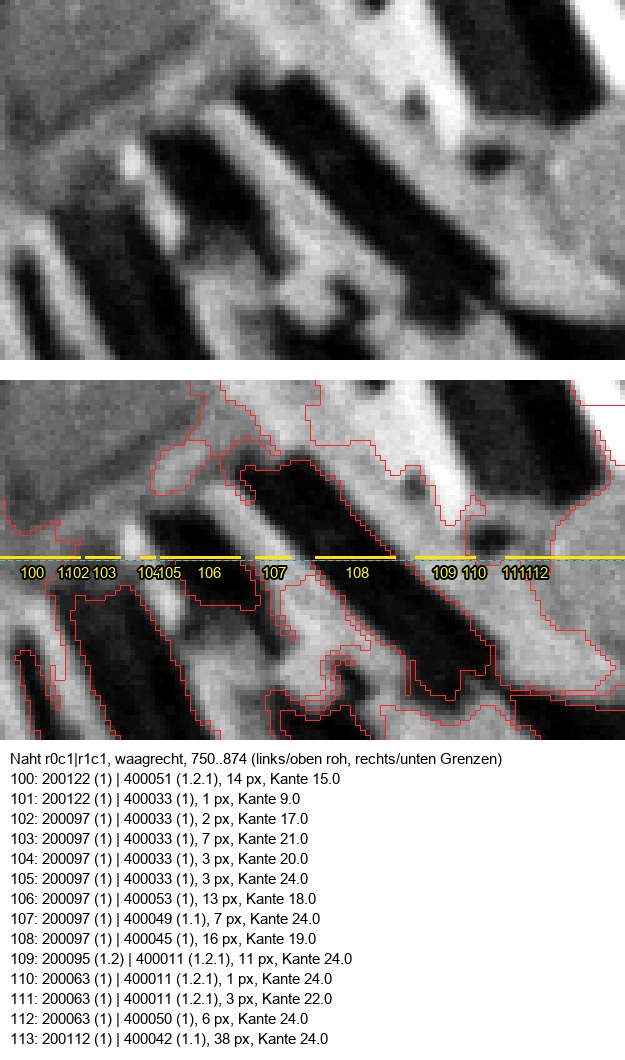 100 1102 103 104105 106 107 108 109 110 111112
Naht r0c1|r1c1, waagrecht, 750..874 (links/oben roh, rechts/unten Grenzen)
100: 200122 (1) | 400051 (1.2.1), 14 px, Kante 15.0
101: 200122 (1) | 400033 (1), 1 px, Kante 9.0
102: 200097 (1) | 400033 (1), 2 px, Kante 17.0
103: 200097 (1) | 400033 (1), 7 px, Kante 21.0
104: 200097 (1) | 400033 (1), 3 px, Kante 20.0
105: 200097 (1) | 400033 (1), 3 px, Kante 24.0
106: 200097 (1) | 400053 (1), 13 px, Kante 18.0
107: 200097 (1) | 400049 (1.1), 7 px, Kante 24.0
108: 200097 (1) | 400045 (1), 16 px, Kante 19.0
109: 200095 (1.2) | 400011 (1.2.1), 11 px, Kante 24.0
110: 200063 (1) | 400011 (1.2.1), 1 px, Kante 24.0
111: 200063 (1) | 400011 (1.2.1), 3 px, Kante 22.0
112: 200063 (1) | 400050 (1), 6 px, Kante 24.0
113: 200112 (1) | 400042 (1.1), 38 px, Kante 24.0